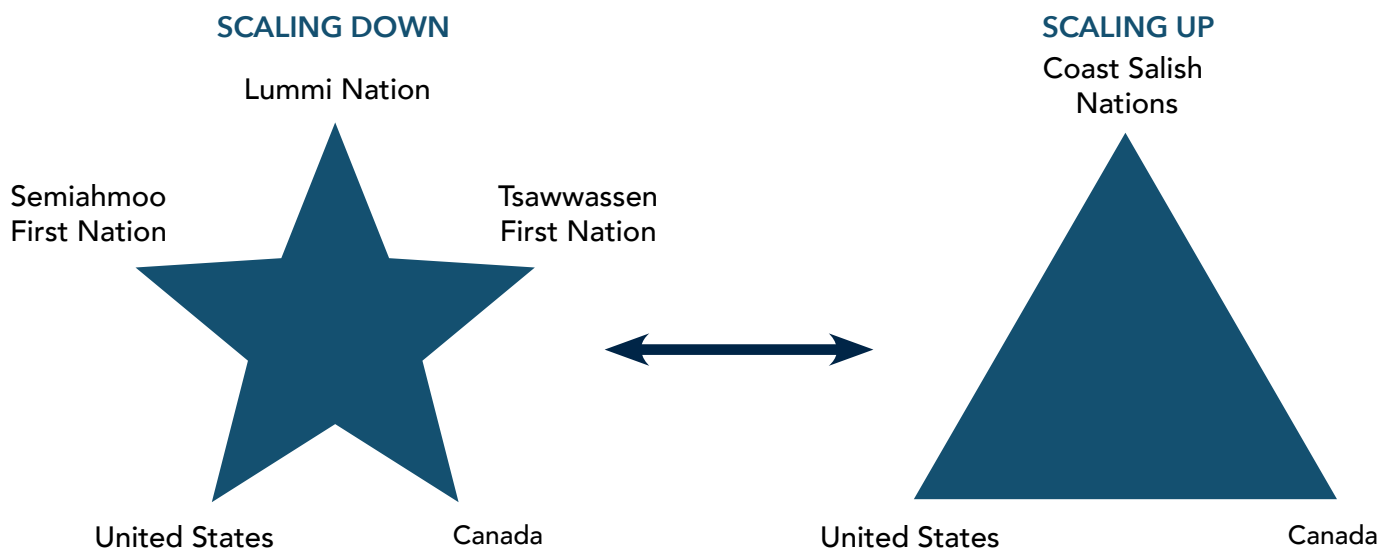 SCALING DOWN
Lummi Nation
Semiahmoo
First Nation
Tsawwassen
First Nation
United States
Canada
SCALING UP
Coast Salish
Nations
United States
Canada